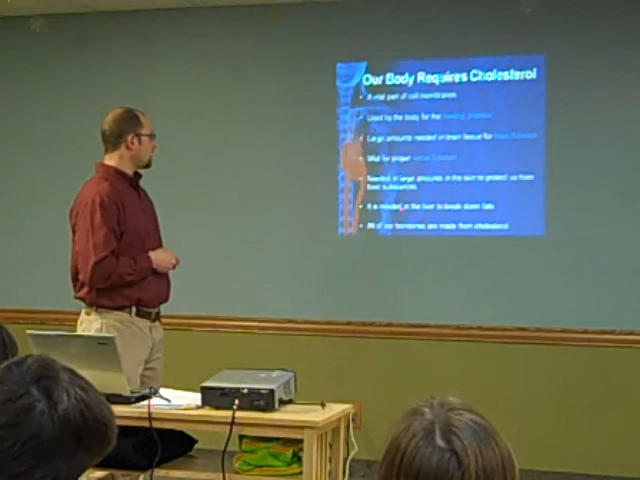 Our Body Requires Cholesterol
A vital part of cell membranes
Used by the body for the healing process
Large amounts needed in brain tissue for brain function
Vital for proper nerve function
Needed in large amounts in the skin to protect us from
It is needed in the liver to break down fats
All of our hormones are made from cholesterol